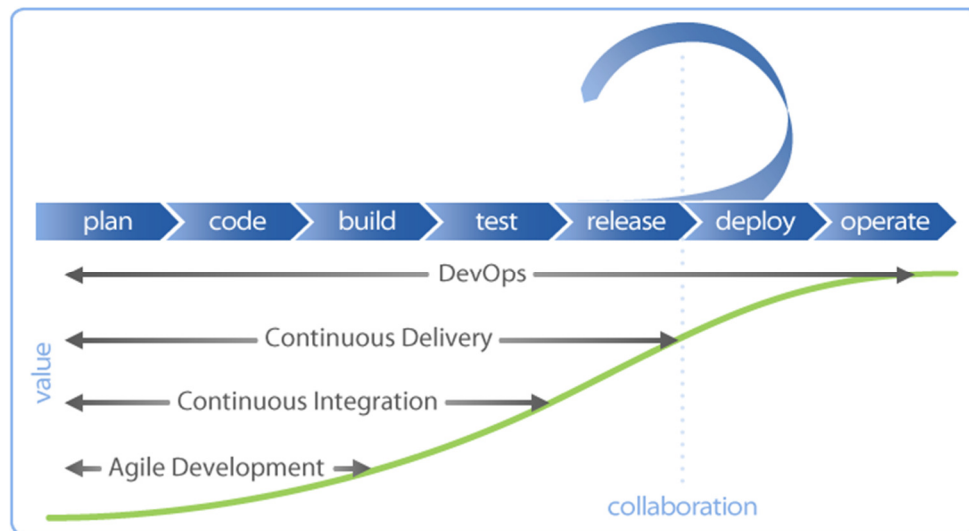 plan code build test release deploy operate
DevOps
Continuous Delivery
value
Continuous Integration
Agile Development
collaboration